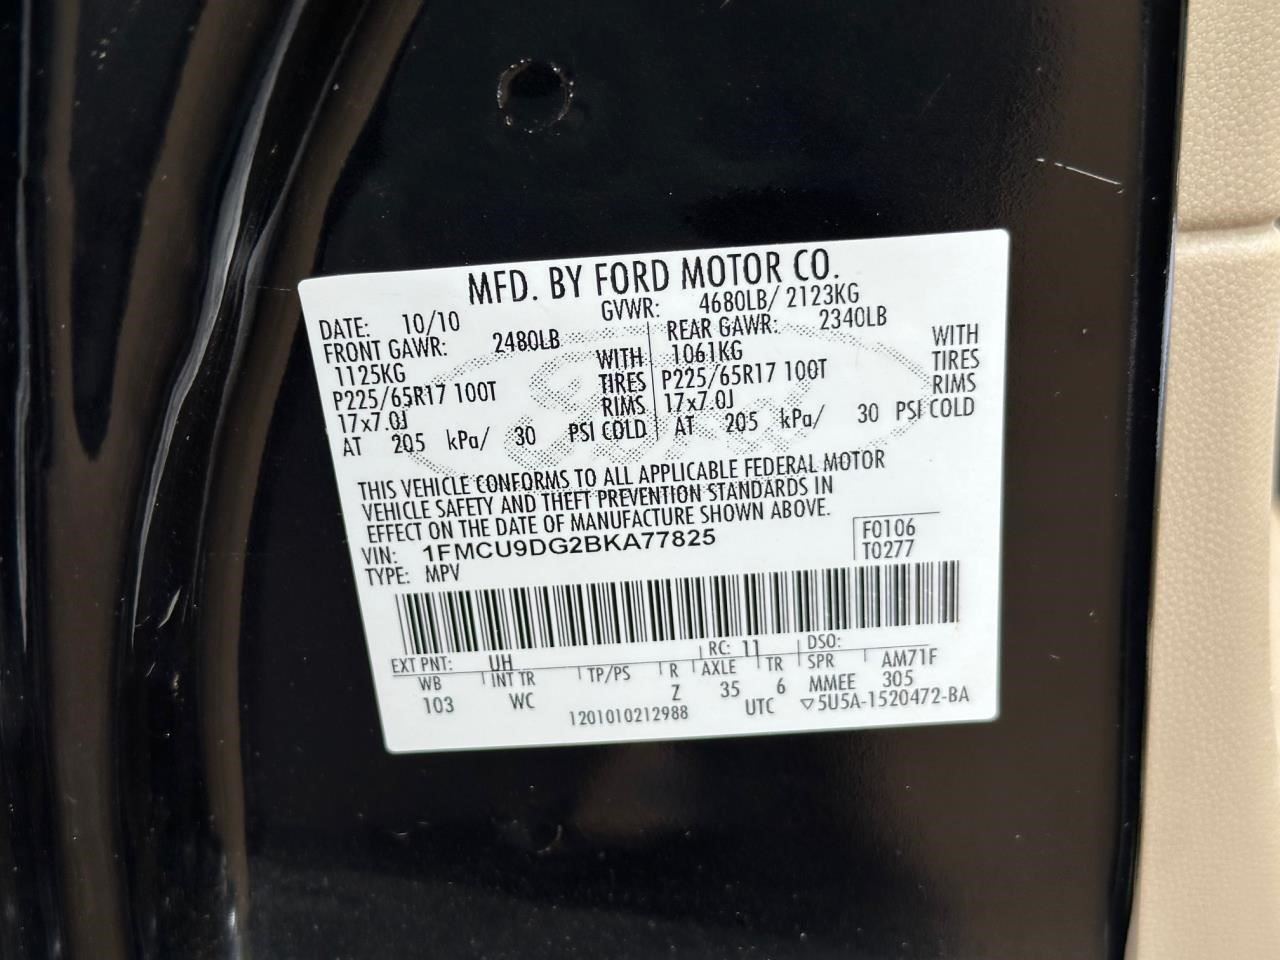 MFD. BY FORD MOTOR CO.
DATE: 10/10 GVWR: 4680LB/ 2123KG
FRONT GAWR: 2480LB REAR GAWR: 2340LB
1125KG WITH 1061KG WITH
P225/65R17 100T TIRES P225/65R17 100T TIRES
17x7.0J RIMS 17x7.0J RIMS
AT 205 kPa/ 30 PSI COLD AT 205 kPa/ 30 PSI COLD
THIS VEHICLE CONFORMS TO ALL APPLICABLE FEDERAL MOTOR
VEHICLE SAFETY AND THEFT PREVENTION STANDARDS IN
EFFECT ON THE DATE OF MANUFACTURE SHOWN ABOVE.
VIN: 1FMCU9DG2BKA77825 F0106
TYPE: MPV T0277
EXT PNT: UH RC: 11 DSO:
WB INT TR TP/PS R AXLE TR SPR AM71F
103 WC Z 35 6 MMEE 305
1201010212988 UTC ▽5U5A-1520472-BA